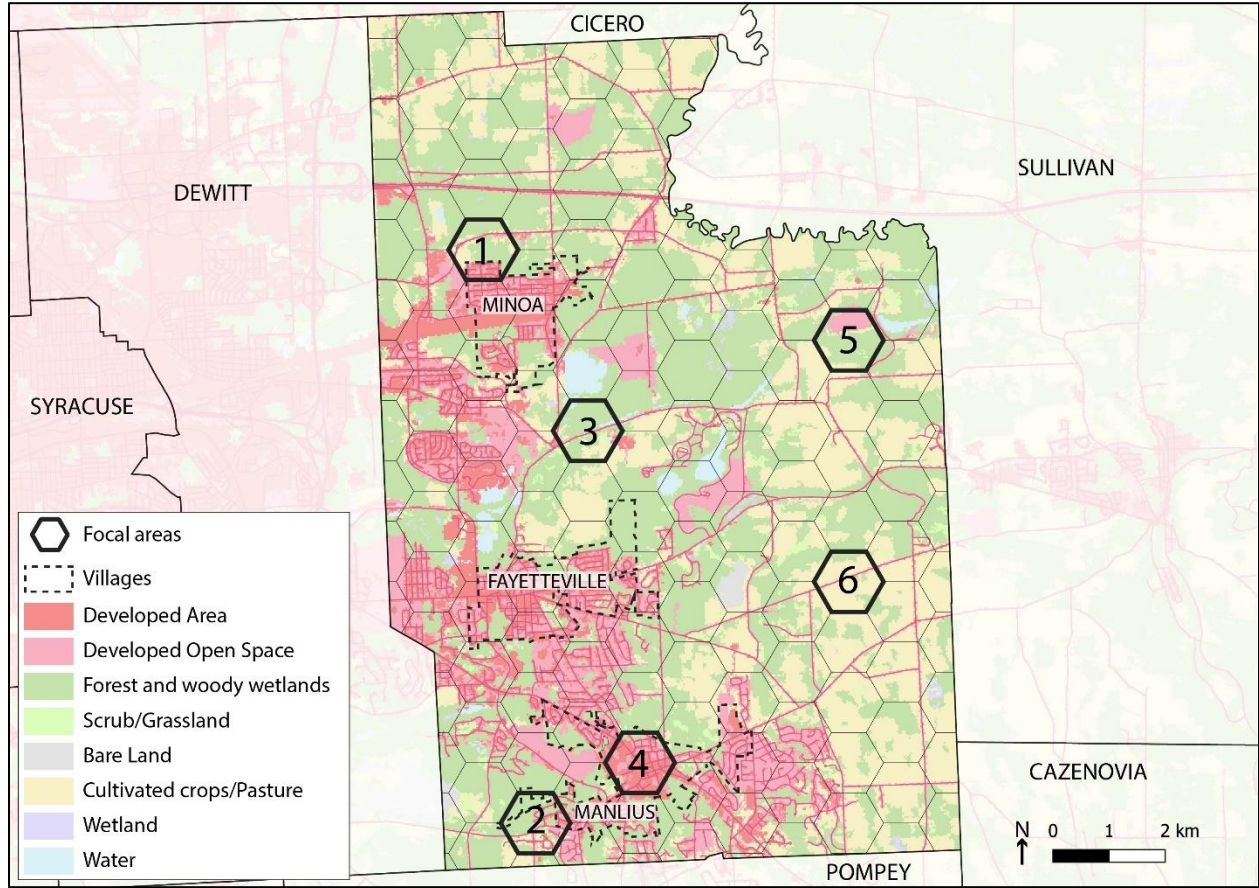 CICERO
DEWITT
SULLIVAN
1
MINOA
5
SYRACUSE
3
Focal areas
Villages
Developed Area
Developed Open Space
Forest and woody wetlands
Scrub/Grassland
Bare Land
Cultivated crops/Pasture
Wetland
Water
FAYETTEVILLE
6
4
CAZENOVIA
2
MANLIUS
N 0 1 2 km
POMPEY